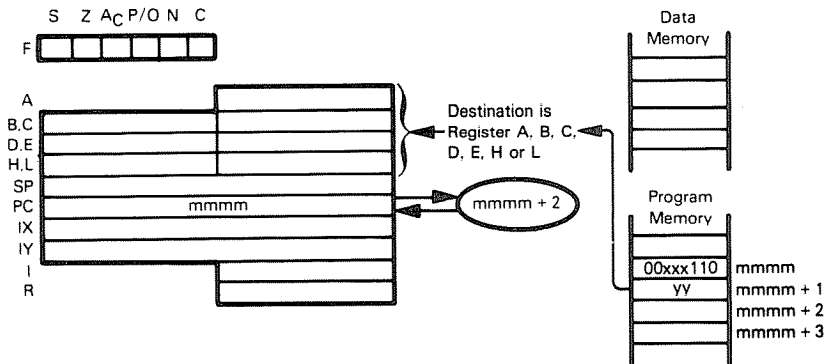 S Z AC P/O N C
F
A
B,C
D,E
H,L
SP
PC
IX
IY
I
R
mmmm
Destination is
Register A, B, C,
D, E, H or L
mmmm + 2
Data
Memory
Program
Memory
00xxx110 mmmm
yy mmmm + 1
mmmm + 2
mmmm + 3